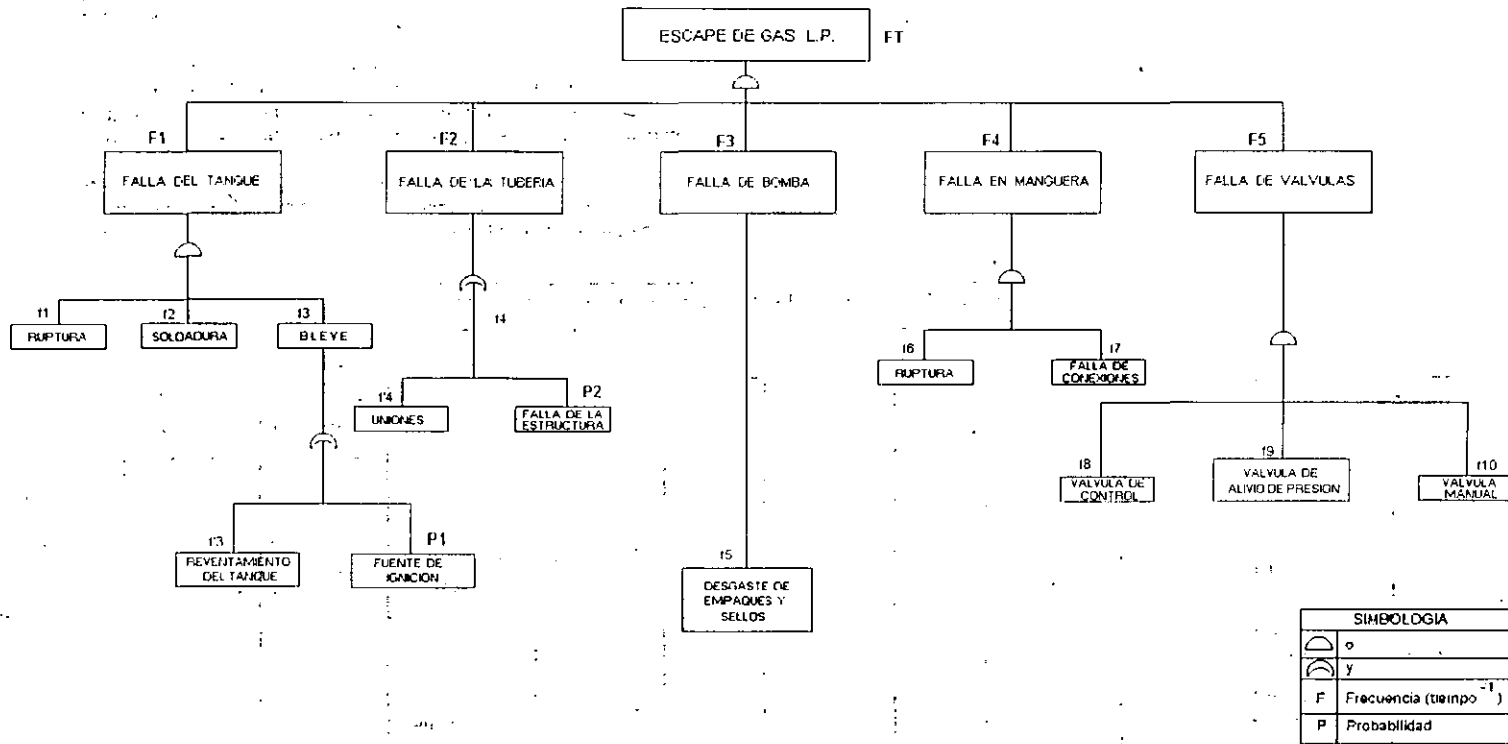 ESCAPE DE GAS L.P. FT
F1
FALLA DEL TANQUE
F2
FALLA DE LA TUBERIA
F3
FALLA DE BOMBA
F4
FALLA EN MANGUERA
F5
FALLA DE VALVULAS
f1
RUPTURA
f2
SOLDADURA
f3
BLEVE
f4
f'4
UNIONES
P2
FALLA DE LA
ESTRUCTURA
f6
RUPTURA
f7
FALLA DE
CONEXIONES
f8
VALVULA DE
CONTROL
f9
VALVULA DE
ALIVIO DE PRESION
f10
VALVULA
MANUAL
f'3
REVENTAMIENTO
DEL TANQUE
P1
FUENTE DE
IGNICION
f5
DESGASTE DE
EMPAQUES Y
SELLOS
SIMBOLOGIA
o
y
F Frecuencia (tiempo -1)
P Probabilidad